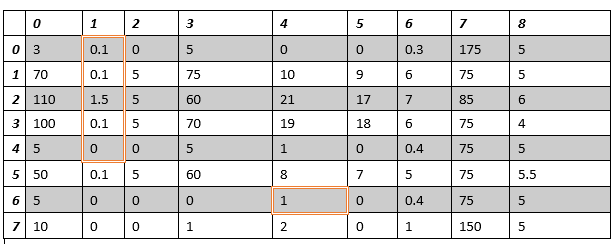 0 1 2 3 4 5 6 7 8
0 3 0.1 0 5 0 0 0.3 175 5
1 70 0.1 5 75 10 9 6 75 5
2 110 1.5 5 60 21 17 7 85 6
3 100 0.1 5 70 19 18 6 75 4
4 5 0 0 5 1 0 0.4 75 5
5 50 0.1 5 60 8 7 5 75 5.5
6 5 0 0 0 1 0 0.4 75 5
7 10 0 0 1 2 0 1 150 5